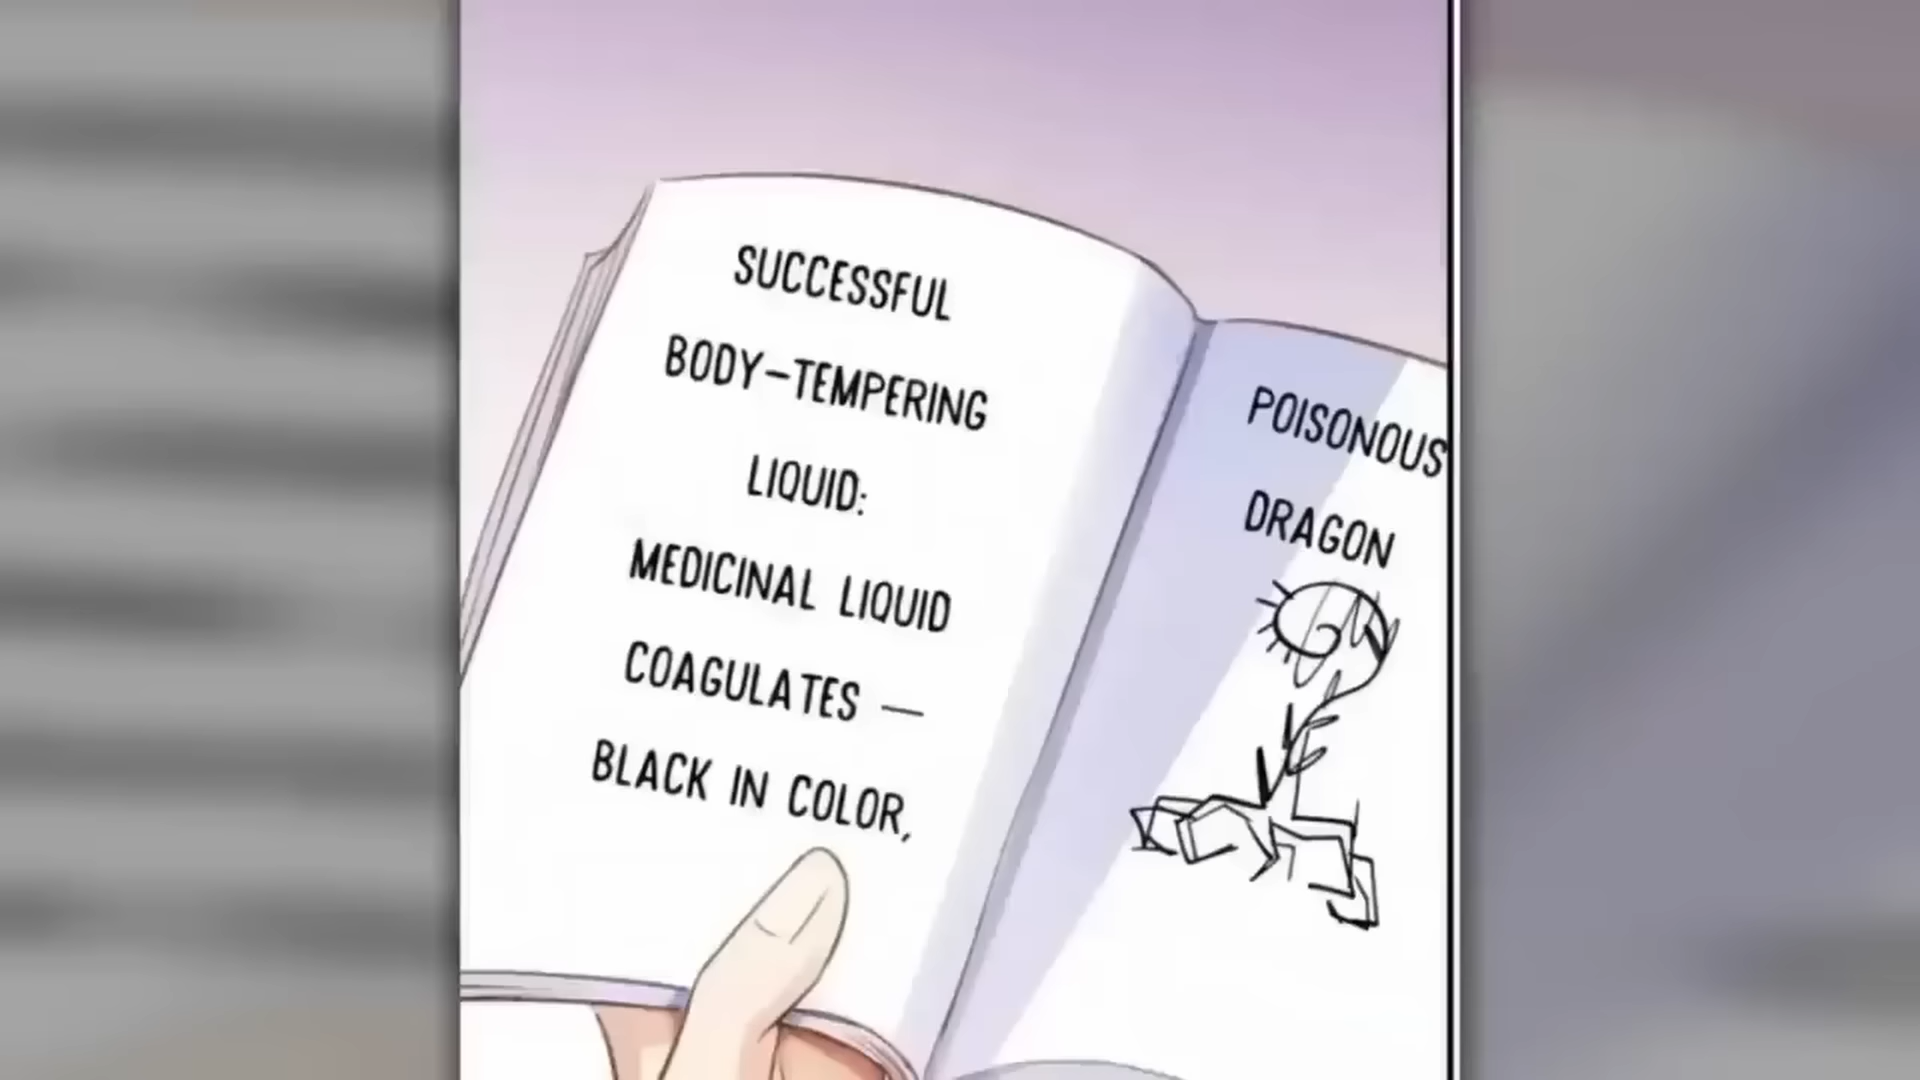 SUCCESSFUL
BODY-TEMPERING
LIQUID:
MEDICINAL LIQUID
COAGULATES —
BLACK IN COLOR,
POISONOUS
DRAGON